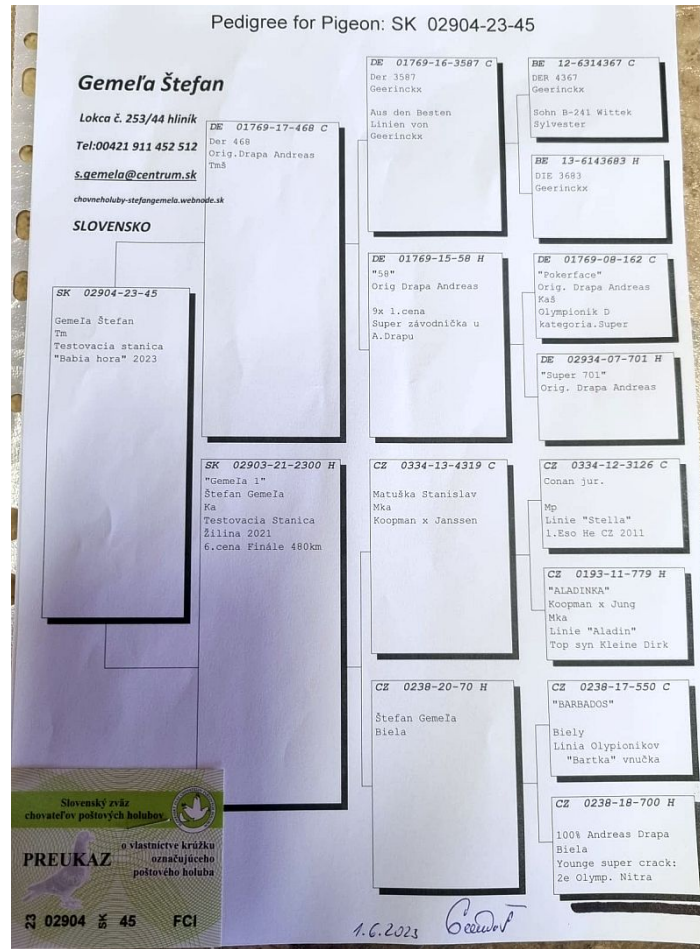 Pedigree for Pigeon: SK 02904-23-45
Gemeľa Štefan
Lokca č. 253/44 hliník
Tel:00421 911 452 512
s.gemela@centrum.sk
chovneholuby-stefangemela.webnode.sk
SLOVENSKO
SK 02904-23-45
Gemeľa Štefan
Tm
Testovacia stanica
"Babia hora" 2023
DE 01769-17-468 C
Der 468
Orig.Drapa Andreas
Tmš
SK 02903-21-2300 H
"Gemeľa 1"
Štefan Gemeľa
Ka
Testovacia Stanica
Žilina 2021
6.cena Finále 480km
DE 01769-16-3587 C
Der 3587
Geerinckx
Aus den Besten
Linien von
Geerinckx
DE 01769-15-58 H
"58"
Orig Drapa Andreas
9x 1.cena
Super závodnička u
A.Drapu
CZ 0334-13-4319 C
Matuška Stanislav
Mka
Koopman x Janssen
CZ 0238-20-70 H
Štefan Gemeľa
Biela
BE 12-6314367 C
DER 4367
Geerinckx
Sohn B-241 Wittek
Sylvester
BE 13-6143683 H
DIE 3683
Geerinckx
DE 01769-08-162 C
"Pokerface"
Orig. Drapa Andreas
Kaš
Olympionik D
kategoria.Super
DE 02934-07-701 H
"Super 701"
Orig. Drapa Andreas
CZ 0334-12-3126 C
Conan jur.
Mp
Linie "Stella"
1.Eso He CZ 2011
CZ 0193-11-779 H
"ALADINKA"
Koopman x Jung
Mka
Linie "Aladin"
Top syn Kleine Dirk
CZ 0238-17-550 C
"BARBADOS"
Biely
Linia Olypionikov
"Bartka" vnučka
CZ 0238-18-700 H
100% Andreas Drapa
Biela
Younge super crack:
2e Olymp. Nitra
Slovenský zväz
chovateľov poštových holubov
PREUKAZ
o vlastníctve krúžku
označujúceho
poštového holuba
23 02904 SK 45 FCI
1.6.2023